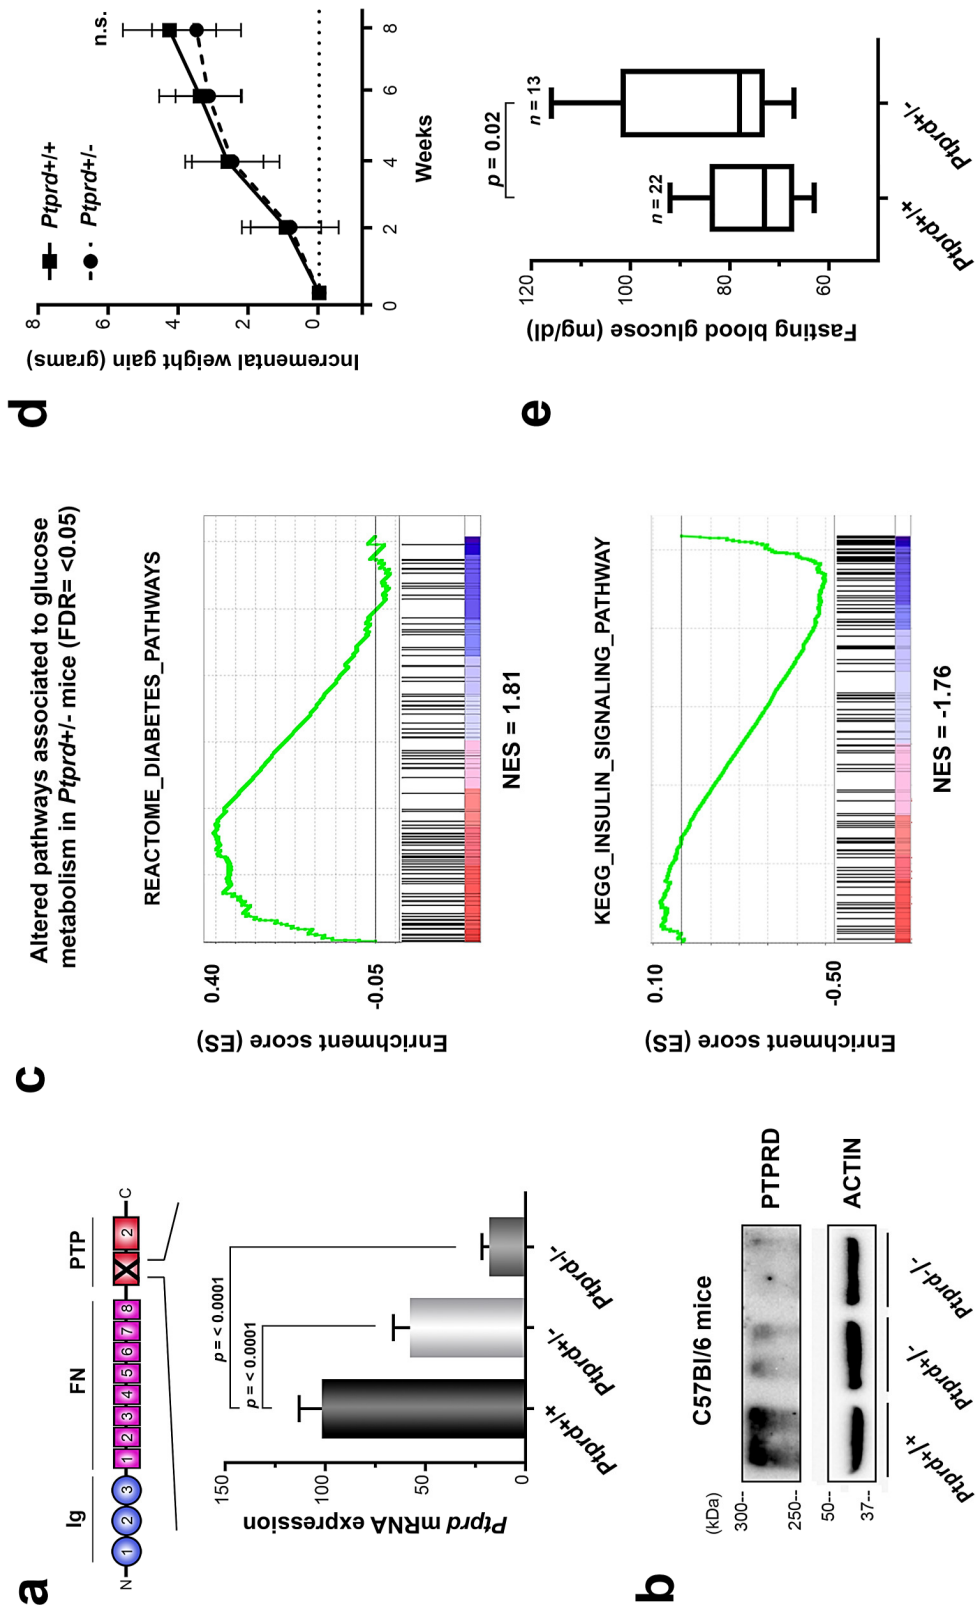 a
Ig
FN
PTP
N
1
2
3
1
2
3
4
5
6
7
8
X
2
C
Ptprd mRNA expression
150
100
50
0
p = < 0.0001
p = < 0.0001
Ptprd+/+
Ptprd+/-
Ptprd-/-
b
C57Bl/6 mice
(kDa)
300--
250--
PTPRD
50--
37--
ACTIN
Ptprd+/+
Ptprd+/-
Ptprd-/-
c
Altered pathways associated to glucose
metabolism in Ptprd+/- mice (FDR= <0.05)
REACTOME_DIABETES_PATHWAYS
Enrichment score (ES)
0.40
-0.05
NES = 1.81
KEGG_INSULIN_SIGNALING_PATHWAY
Enrichment score (ES)
0.10
-0.50
NES = -1.76
d
Incremental weight gain (grams)
8
6
4
2
0
Ptprd+/+
Ptprd+/-
n.s.
0
2
4
6
8
Weeks
e
Fasting blood glucose (mg/dl)
120
100
80
60
p = 0.02
n = 22
n = 13
Ptprd+/+
Ptprd+/-